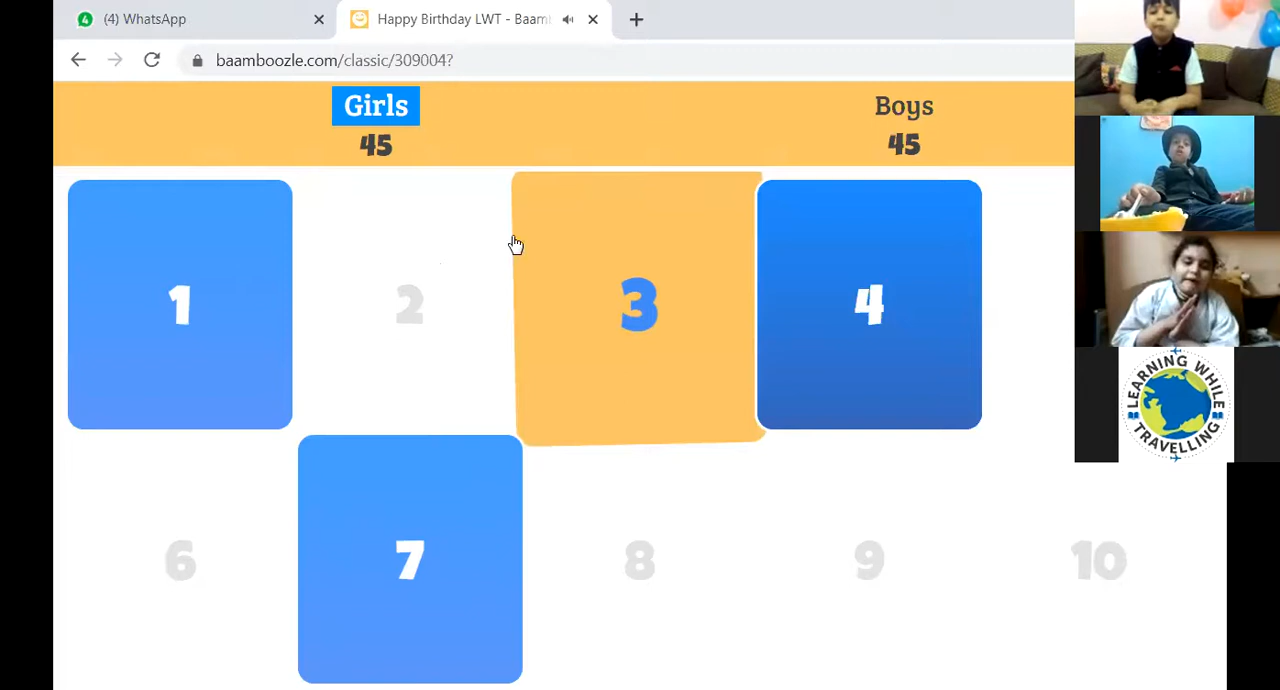 4
(4) WhatsApp
Happy Birthday LWT - Baam
baamboozle.com/classic/309004?
Girls
Boys
45
45
1
2
3
4
6
7
8
9
10
LEARNING WHILE
TRAVELLING